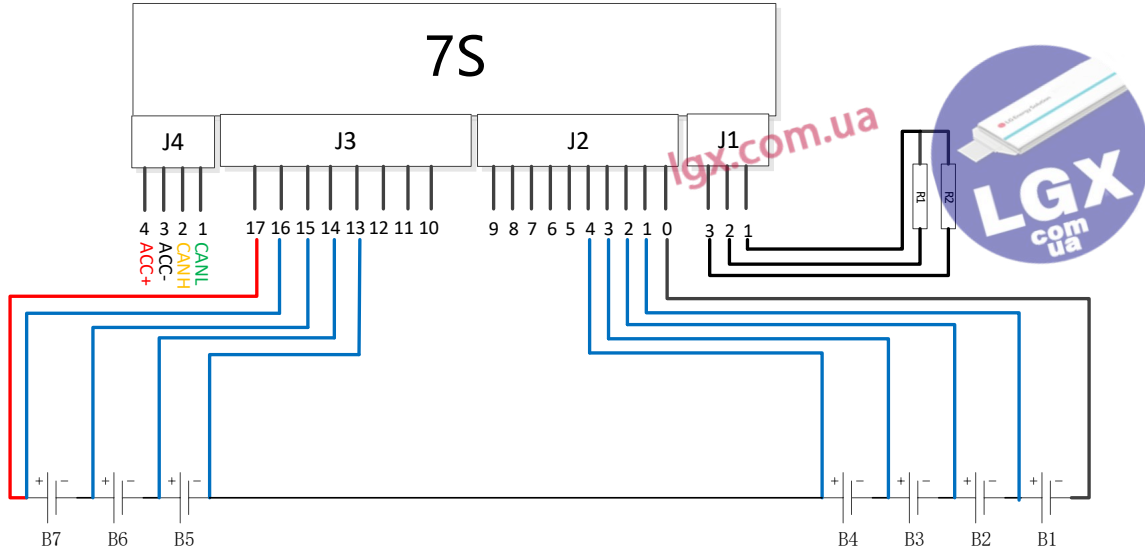 7S
J4
J3
J2
J1
lgx.com.ua
LGX
com
ua
R1
R2
4 3 2 1
17 16 15 14 13 12 11 10
9 8 7 6 5 4 3 2 1 0
3 2 1
ACC+
ACC-
CANH
CANL
+ − + − + −
+ − + − + − + −
B7 B6 B5
B4 B3 B2 B1